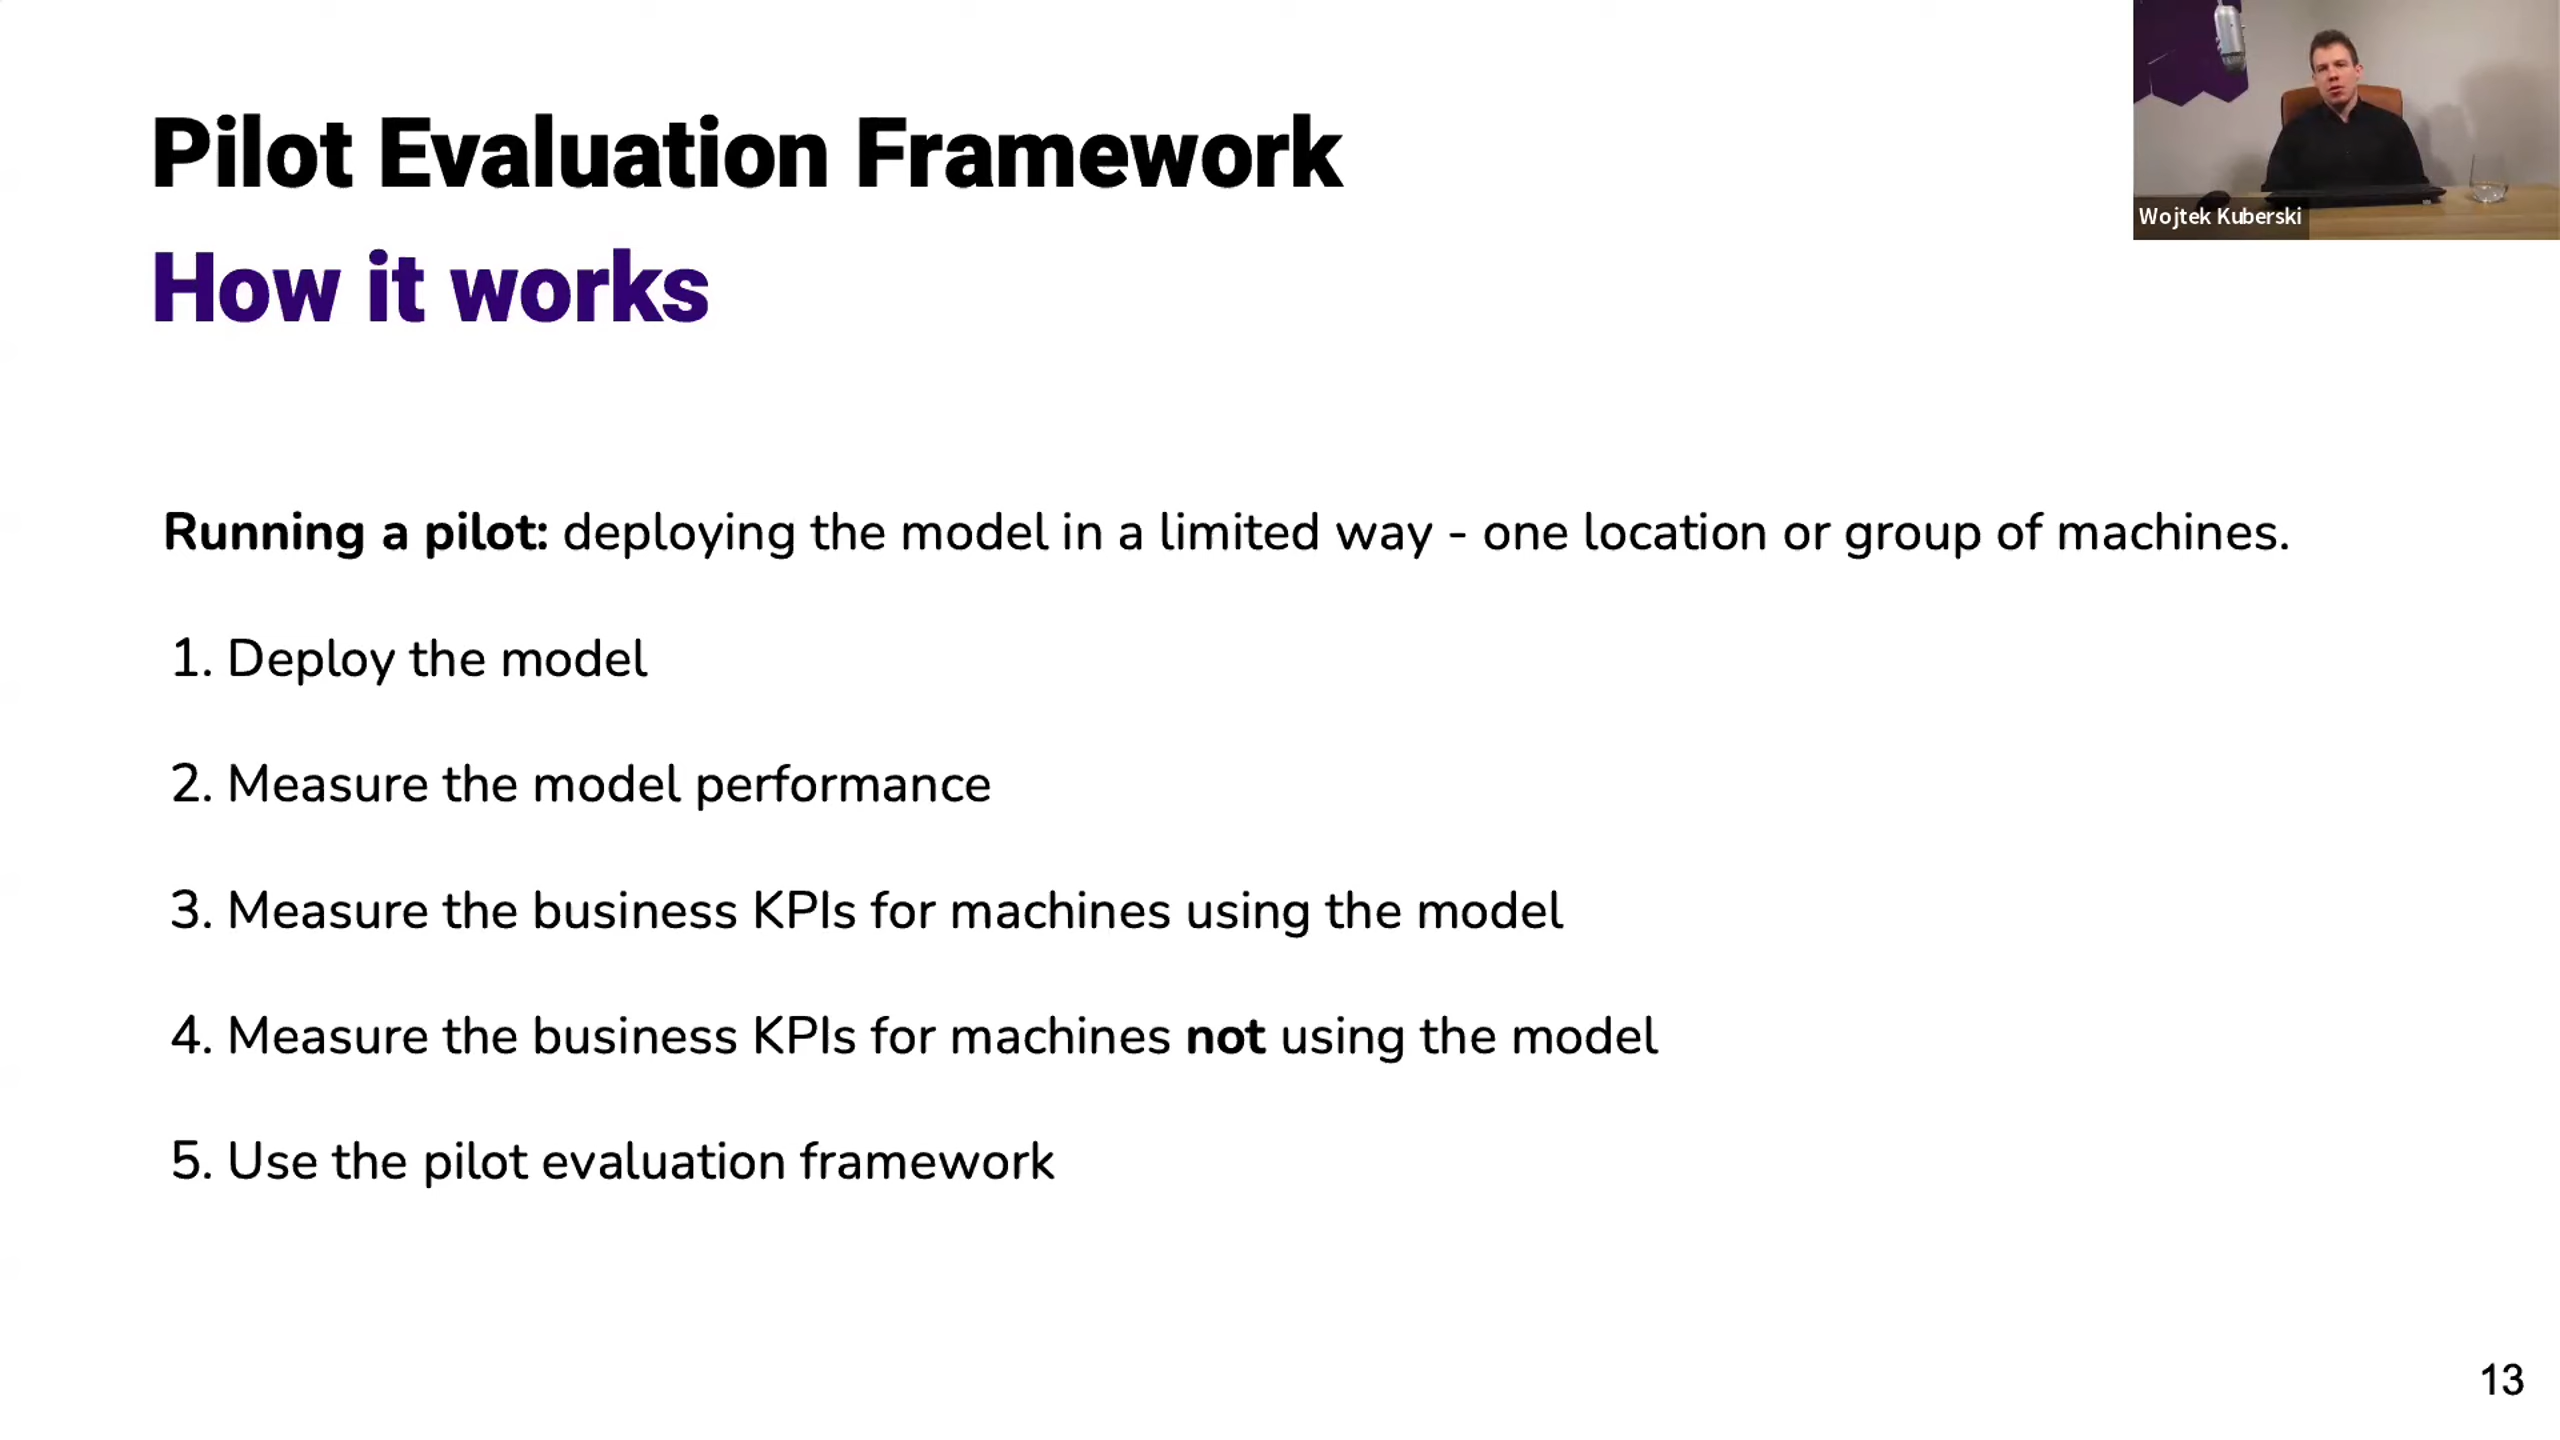 Pilot Evaluation Framework
How it works
Wojtek Kuberski
Running a pilot: deploying the model in a limited way - one location or group of machines.
1. Deploy the model
2. Measure the model performance
3. Measure the business KPIs for machines using the model
4. Measure the business KPIs for machines not using the model
5. Use the pilot evaluation framework
13